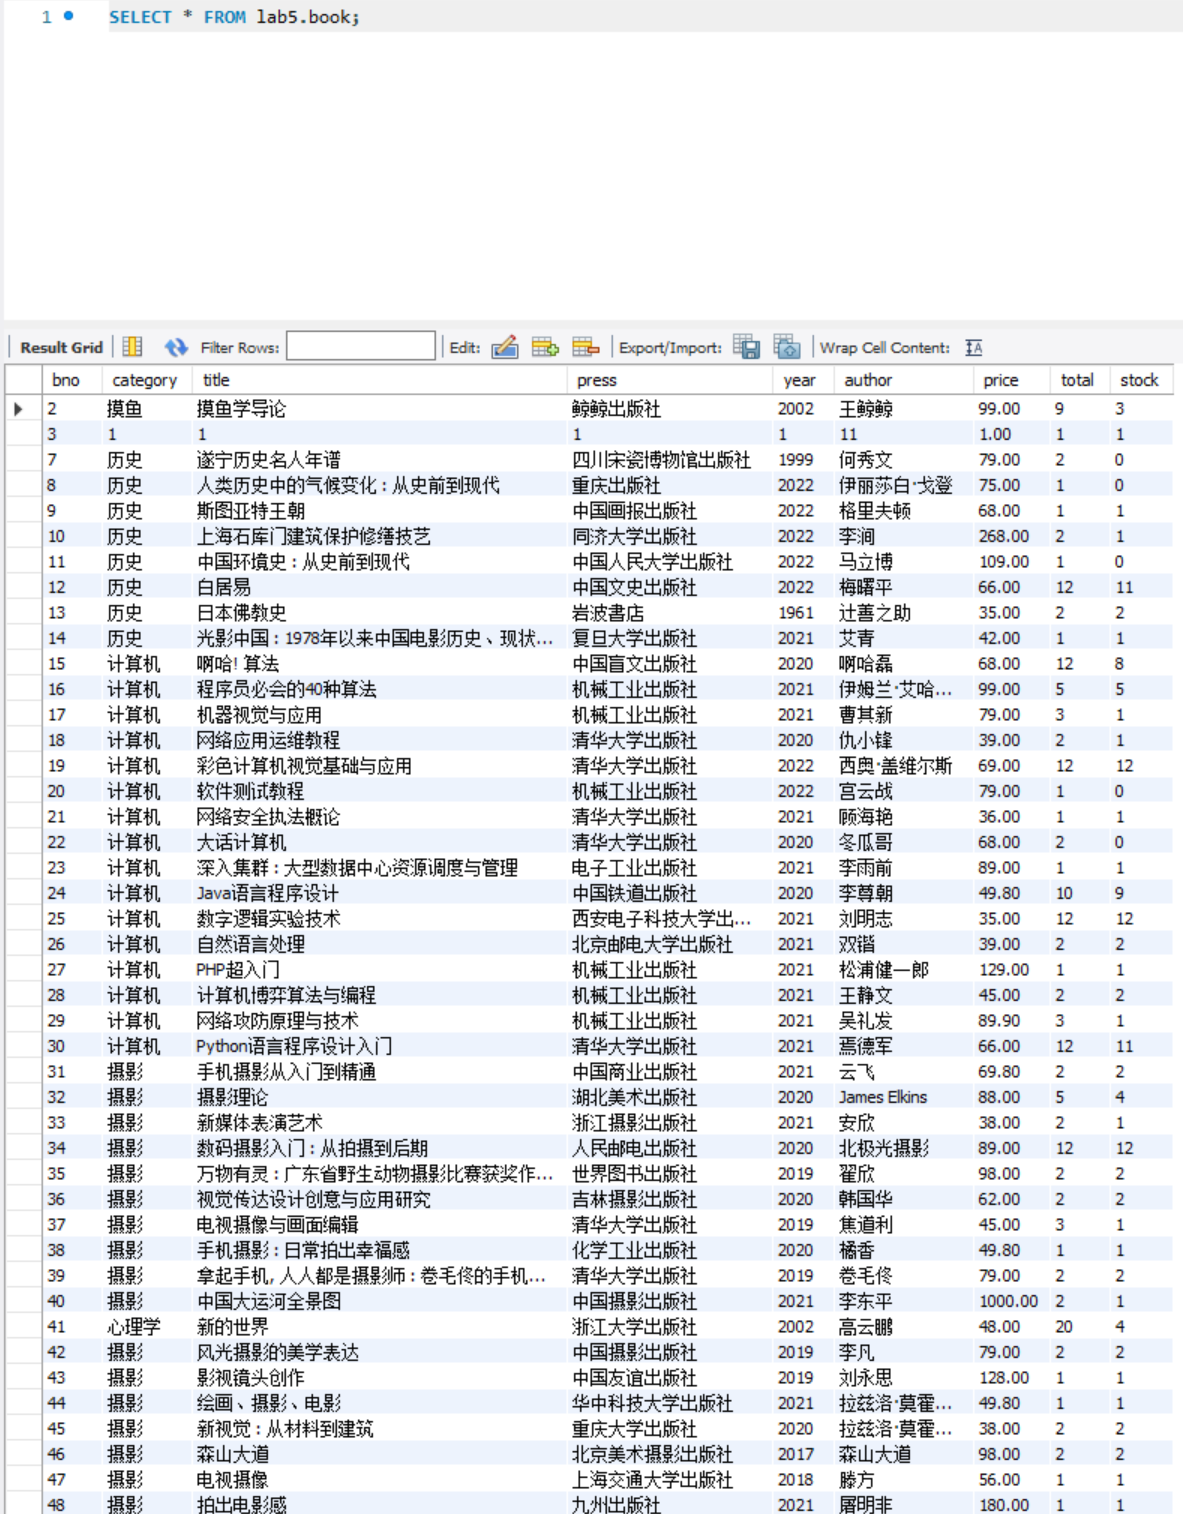 1 SELECT * FROM lab5.book;
Result Grid Filter Rows: Edit: Export/Import: Wrap Cell Content:
bno category title press year author price total stock
2 摸鱼 摸鱼学导论 鲸鲸出版社 2002 王鲸鲸 99.00 9 3
3 1 1 1 1 11 1.00 1 1
7 历史 遂宁历史名人年谱 四川宋瓷博物馆出版社 1999 何秀文 79.00 2 0
8 历史 人类历史中的气候变化：从史前到现代 重庆出版社 2022 伊丽莎白·戈登 75.00 1 0
9 历史 斯图亚特王朝 中国画报出版社 2022 格里夫顿 68.00 1 1
10 历史 上海石库门建筑保护修缮技艺 同济大学出版社 2022 李涧 268.00 2 1
11 历史 中国环境史：从史前到现代 中国人民大学出版社 2022 马立博 109.00 1 0
12 历史 白居易 中国文史出版社 2022 梅曙平 66.00 12 11
13 历史 日本佛教史 岩波書店 1961 辻善之助 35.00 2 2
14 历史 光影中国：1978年以来中国电影历史、现状... 复旦大学出版社 2021 艾青 42.00 1 1
15 计算机 啊哈! 算法 中国盲文出版社 2020 啊哈磊 68.00 12 8
16 计算机 程序员必会的40种算法 机械工业出版社 2021 伊姆兰·艾哈... 99.00 5 5
17 计算机 机器视觉与应用 机械工业出版社 2021 曹其新 79.00 3 1
18 计算机 网络应用运维教程 清华大学出版社 2020 仇小锋 39.00 2 1
19 计算机 彩色计算机视觉基础与应用 清华大学出版社 2022 西奥·盖维尔斯 69.00 12 12
20 计算机 软件测试教程 机械工业出版社 2022 宫云战 79.00 1 0
21 计算机 网络安全执法概论 清华大学出版社 2021 顾海艳 36.00 1 1
22 计算机 大话计算机 清华大学出版社 2020 冬瓜哥 68.00 2 0
23 计算机 深入集群：大型数据中心资源调度与管理 电子工业出版社 2021 李雨前 89.00 1 1
24 计算机 Java语言程序设计 中国铁道出版社 2020 李尊朝 49.80 10 9
25 计算机 数字逻辑实验技术 西安电子科技大学出... 2021 刘明志 35.00 12 12
26 计算机 自然语言处理 北京邮电大学出版社 2021 双锴 39.00 2 2
27 计算机 PHP超入门 机械工业出版社 2021 松浦健一郎 129.00 1 1
28 计算机 计算机博弈算法与编程 机械工业出版社 2021 王静文 45.00 2 2
29 计算机 网络攻防原理与技术 机械工业出版社 2021 吴礼发 89.90 3 1
30 计算机 Python语言程序设计入门 清华大学出版社 2021 焉德军 66.00 12 11
31 摄影 手机摄影从入门到精通 中国商业出版社 2021 云飞 69.80 2 2
32 摄影 摄影理论 湖北美术出版社 2020 James Elkins 88.00 5 4
33 摄影 新媒体表演艺术 浙江摄影出版社 2021 安欣 38.00 2 1
34 摄影 数码摄影入门：从拍摄到后期 人民邮电出版社 2020 北极光摄影 89.00 12 12
35 摄影 万物有灵：广东省野生动物摄影比赛获奖作... 世界图书出版社 2019 翟欣 98.00 2 2
36 摄影 视觉传达设计创意与应用研究 吉林摄影出版社 2020 韩国华 62.00 2 2
37 摄影 电视摄像与画面编辑 清华大学出版社 2019 焦道利 45.00 3 1
38 摄影 手机摄影：日常拍出幸福感 化学工业出版社 2020 橘香 49.80 1 1
39 摄影 拿起手机, 人人都是摄影师：卷毛佟的手机... 清华大学出版社 2019 卷毛佟 79.00 2 2
40 摄影 中国大运河全景图 中国摄影出版社 2021 李东平 1000.00 2 1
41 心理学 新的世界 浙江大学出版社 2002 高云鹏 48.00 20 4
42 摄影 风光摄影的美学表达 中国摄影出版社 2019 李凡 79.00 2 2
43 摄影 影视镜头创作 中国友谊出版社 2019 刘永思 128.00 1 1
44 摄影 绘画、摄影、电影 华中科技大学出版社 2021 拉兹洛·莫霍... 49.80 1 1
45 摄影 新视觉：从材料到建筑 重庆大学出版社 2020 拉兹洛·莫霍... 38.00 2 2
46 摄影 森山大道 北京美术摄影出版社 2017 森山大道 98.00 2 2
47 摄影 电视摄像 上海交通大学出版社 2018 滕方 56.00 1 1
48 摄影 拍出电影感 九州出版社 2021 屠明非 180.00 1 1